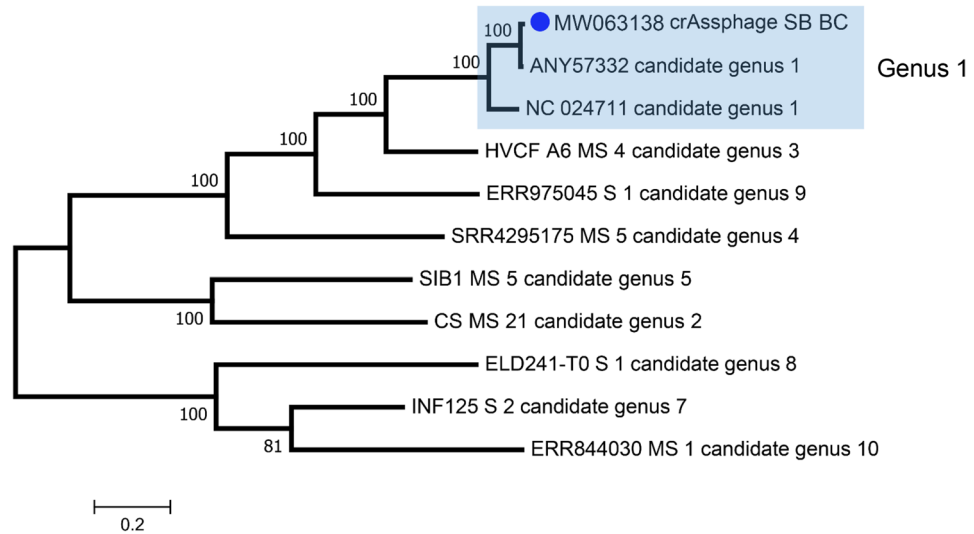 100
MW063138 crAssphage SB BC
100
ANY57332 candidate genus 1
Genus 1
100
NC 024711 candidate genus 1
100
HVCF A6 MS 4 candidate genus 3
100
ERR975045 S 1 candidate genus 9
SRR4295175 MS 5 candidate genus 4
SIB1 MS 5 candidate genus 5
100
CS MS 21 candidate genus 2
ELD241-T0 S 1 candidate genus 8
100
INF125 S 2 candidate genus 7
81
ERR844030 MS 1 candidate genus 10
0.2